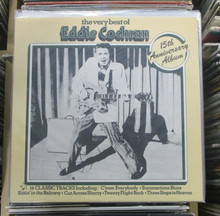 the very best of
Eddie Cochran
15th Anniversary
Album
16 CLASSIC TRACKS Including: C'mon Everybody · Summertime Blues
Sittin' in the Balcony · Cut Across Shorty · Twenty Flight Rock · Three Steps to Heaven